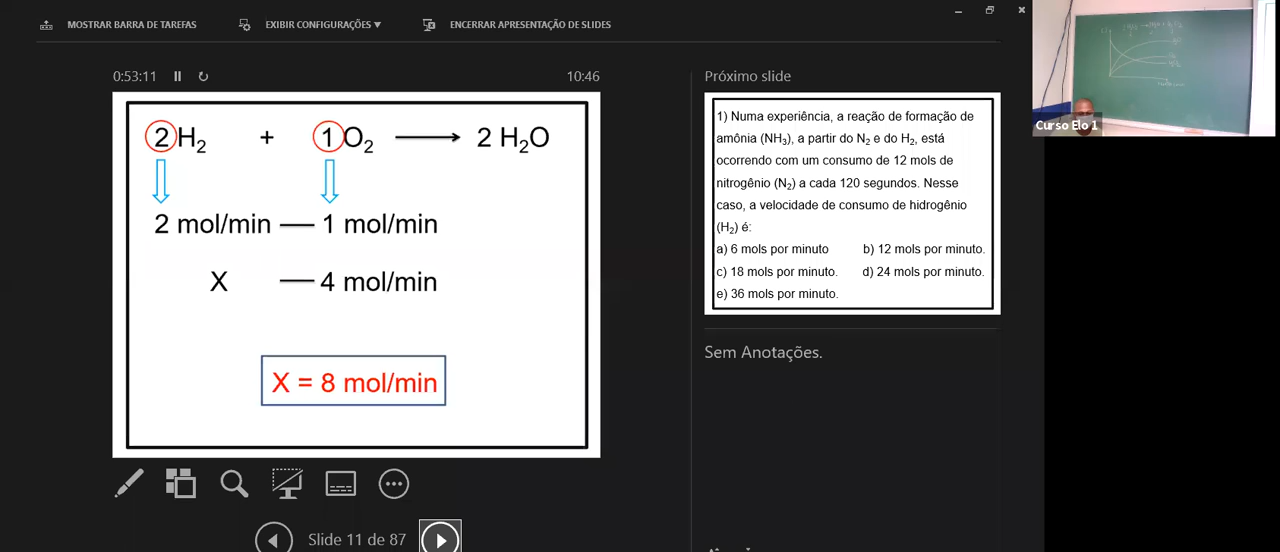 MOSTRAR BARRA DE TAREFAS
EXIBIR CONFIGURAÇÕES ▼
ENCERRAR APRESENTAÇÃO DE SLIDES
0:53:11
10:46
2 H₂ + 1 O₂ ⟶ 2 H₂O
2 mol/min — 1 mol/min
X — 4 mol/min
X = 8 mol/min
Slide 11 de 87
Próximo slide
1) Numa experiência, a reação de formação de
amônia (NH₃), a partir do N₂ e do H₂, está
ocorrendo com um consumo de 12 mols de
nitrogênio (N₂) a cada 120 segundos. Nesse
caso, a velocidade de consumo de hidrogênio
(H₂) é:
a) 6 mols por minuto b) 12 mols por minuto.
c) 18 mols por minuto. d) 24 mols por minuto.
e) 36 mols por minuto.
Sem Anotações.
Curso Elo 1